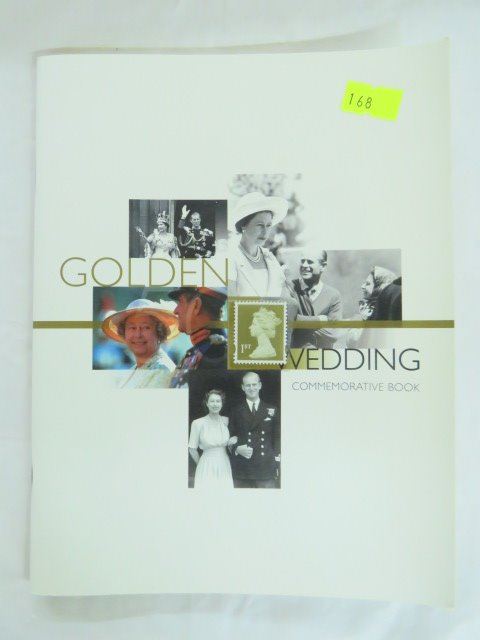 168
GOLDEN
1ST
WEDDING
COMMEMORATIVE BOOK